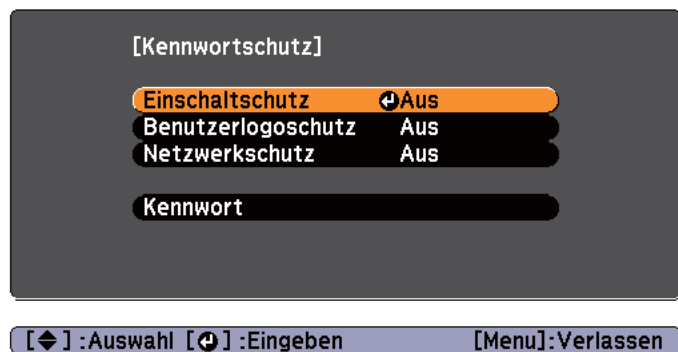 [Kennwortschutz]
Einschaltschutz Aus
Benutzerlogoschutz Aus
Netzwerkschutz Aus
Kennwort
[◆] :Auswahl [↵] :Eingeben [Menu]:Verlassen